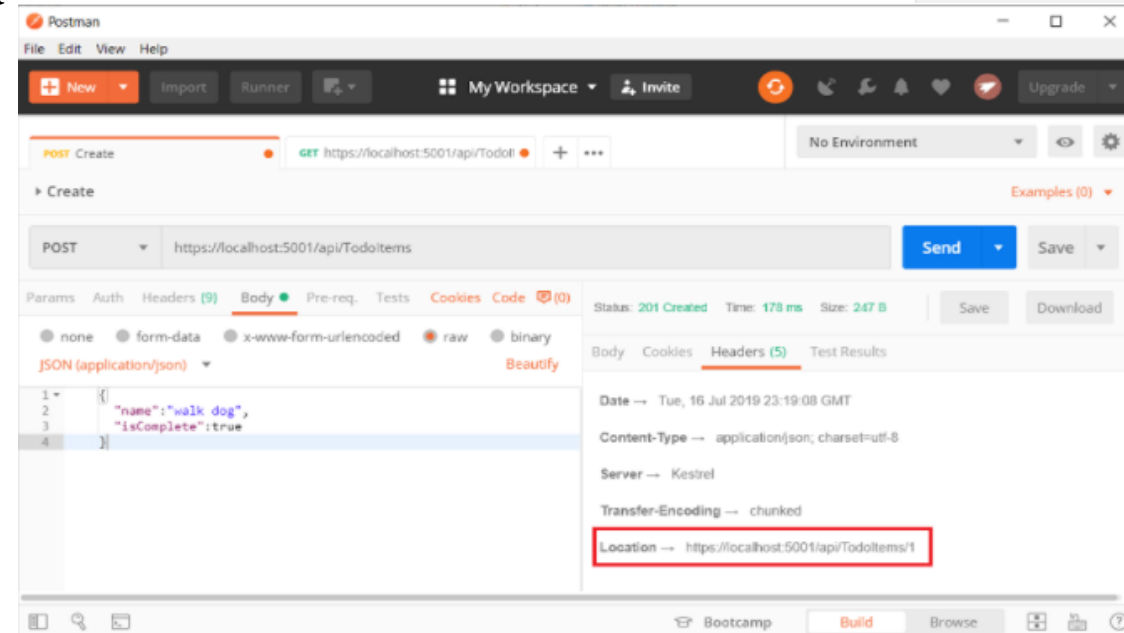 Postman
File Edit View Help
New Import Runner My Workspace Invite Upgrade
POST Create GET https://localhost:5001/api/TodoIt No Environment
Create Examples (0)
POST https://localhost:5001/api/TodoItems Send Save
Params Auth Headers (9) Body Pre-req. Tests Cookies Code (0)
Status: 201 Created Time: 178 ms Size: 247 B Save Download
none form-data x-www-form-urlencoded raw binary
JSON (application/json) Beautify
1 {
2 "name":"walk dog",
3 "isComplete":true
4 }
Body Cookies Headers (5) Test Results
Date → Tue, 16 Jul 2019 23:19:08 GMT
Content-Type → application/json; charset=utf-8
Server → Kestrel
Transfer-Encoding → chunked
Location → https://localhost:5001/api/TodoItems/1
Bootcamp Build Browse